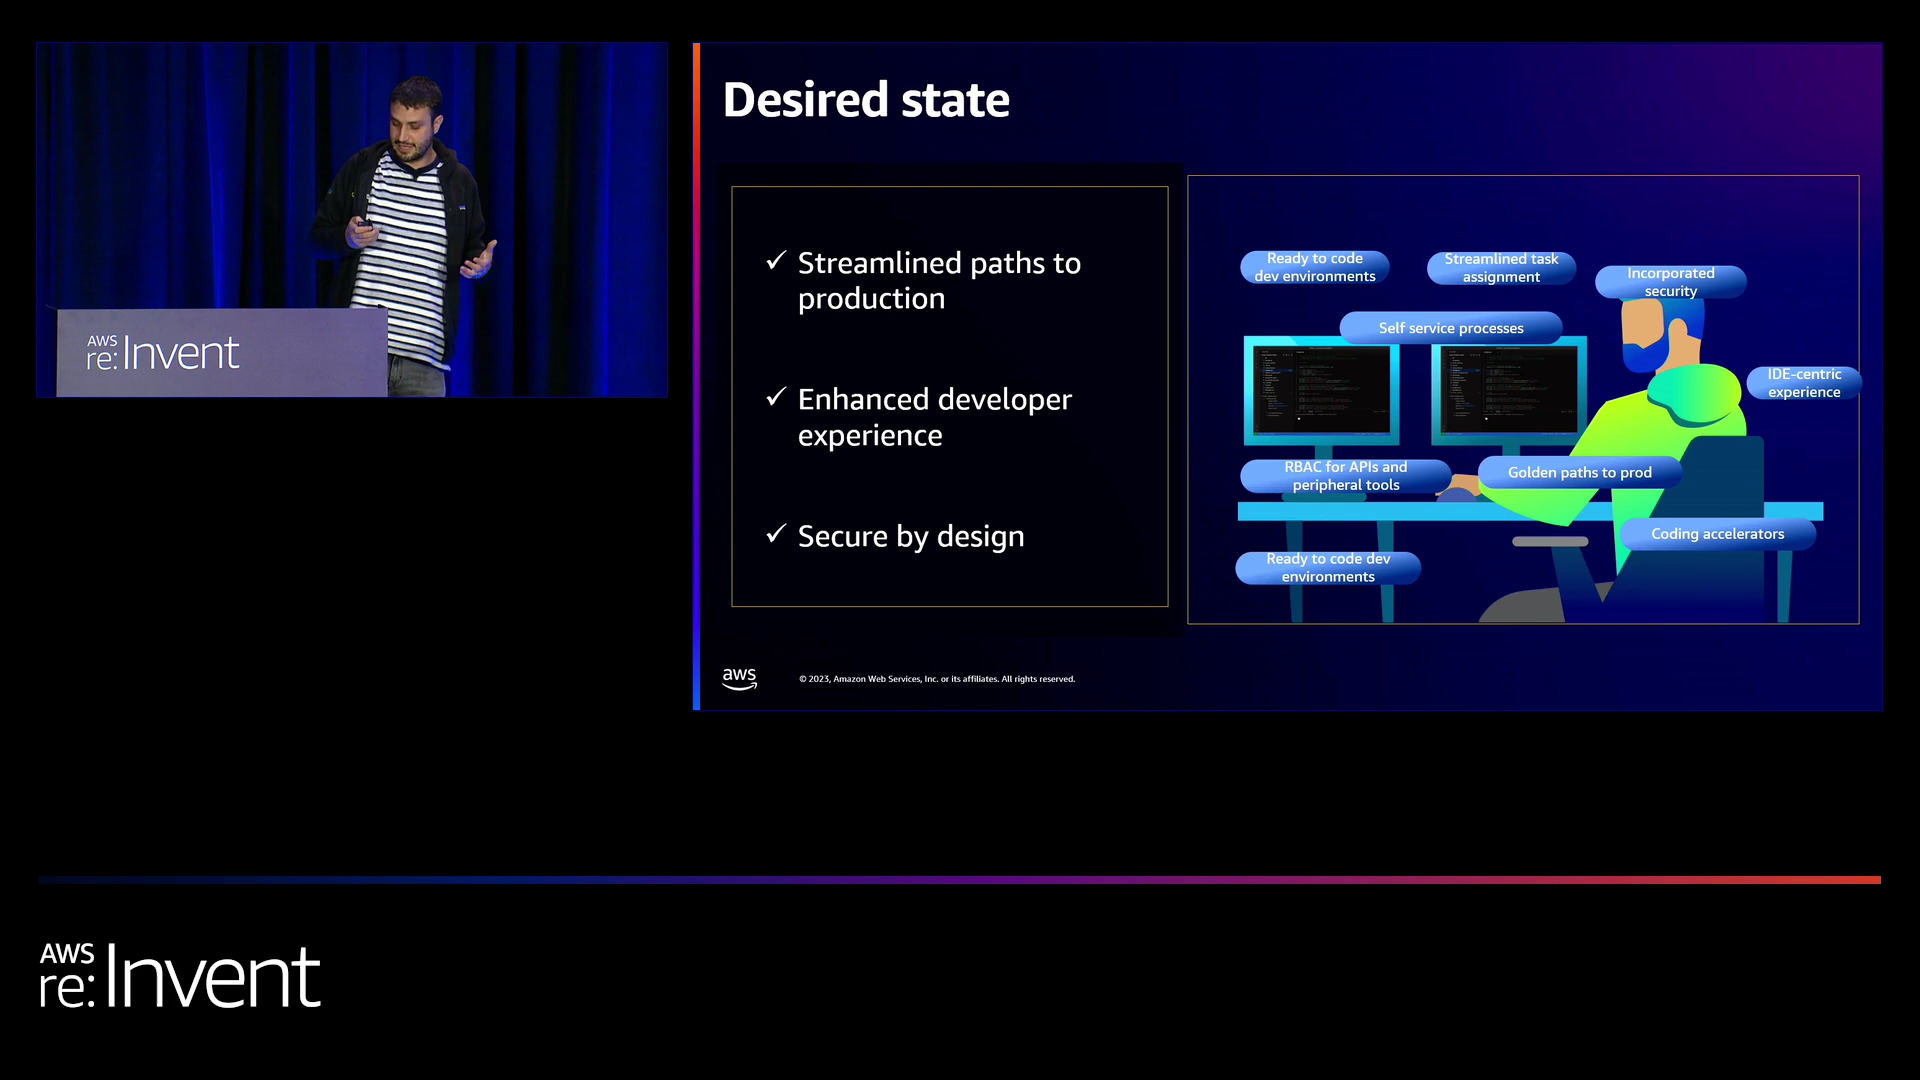 AWS
re:Invent
Desired state
✓ Streamlined paths to
production
✓ Enhanced developer
experience
✓ Secure by design
Ready to code
dev environments
Streamlined task
assignment
Incorporated
security
Self service processes
IDE-centric
experience
RBAC for APIs and
peripheral tools
Golden paths to prod
Coding accelerators
Ready to code dev
environments
aws
© 2023, Amazon Web Services, Inc. or its affiliates. All rights reserved.
AWS
re:Invent